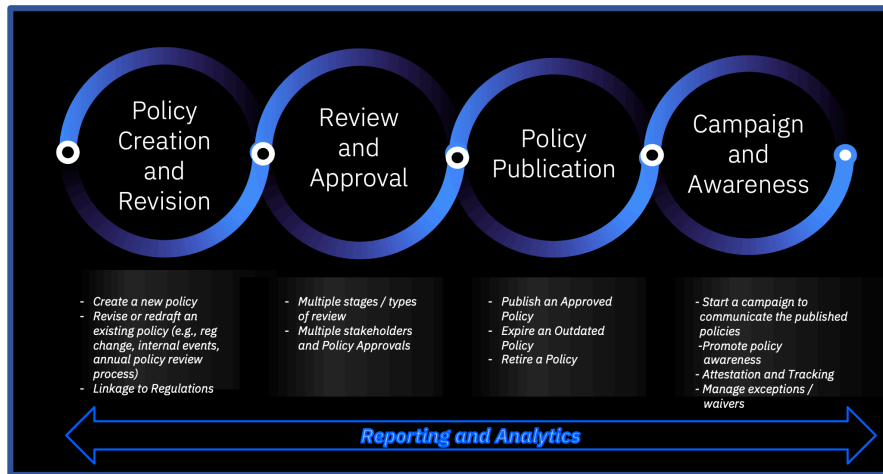 Policy
Creation
and
Revision
Review
and
Approval
Policy
Publication
Campaign
and
Awareness
- Create a new policy
- Revise or redraft an
existing policy (e.g., reg
change, internal events,
annual policy review
process)
- Linkage to Regulations
- Multiple stages / types
of review
- Multiple stakeholders
and Policy Approvals
- Publish an Approved
Policy
- Expire an Outdated
Policy
- Retire a Policy
- Start a campaign to
communicate the published
policies
-Promote policy
awareness
- Attestation and Tracking
- Manage exceptions /
waivers
Reporting and Analytics